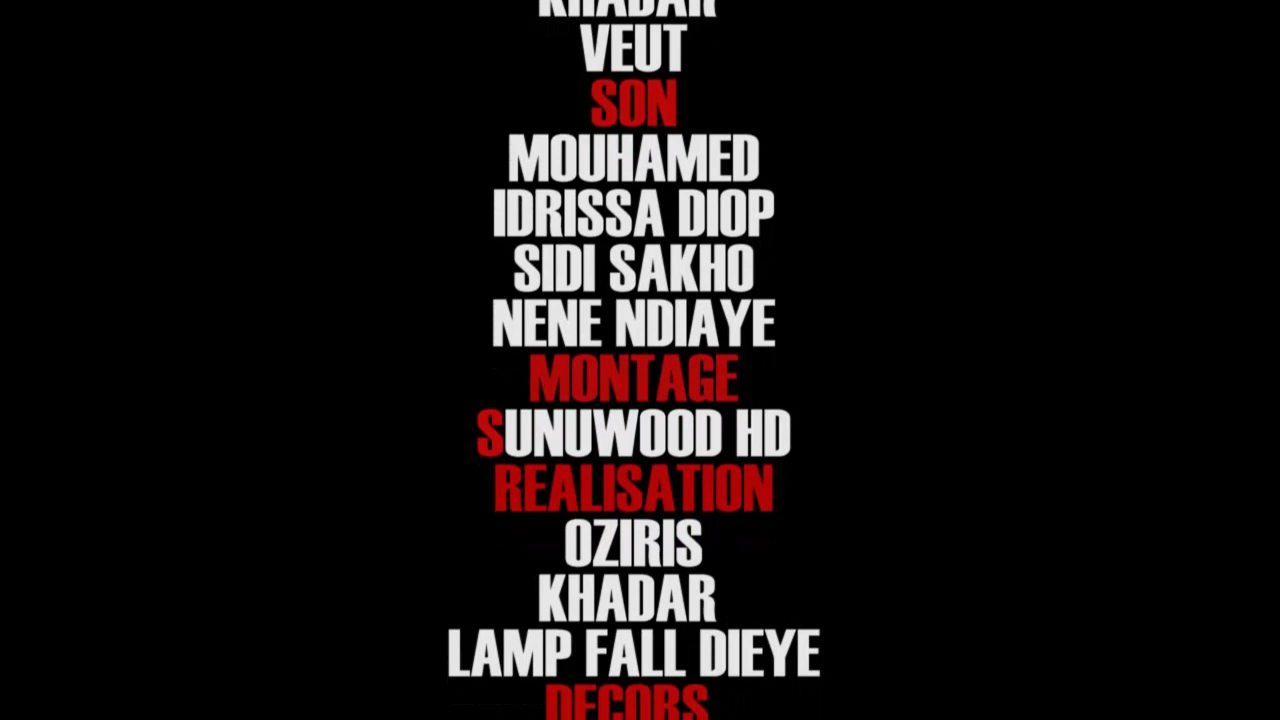 KHADAR
VEUT
SON
MOUHAMED
IDRISSA DIOP
SIDI SAKHO
NENE NDIAYE
MONTAGE
SUNUWOOD HD
REALISATION
OZIRIS
KHADAR
LAMP FALL DIEYE
DECORS